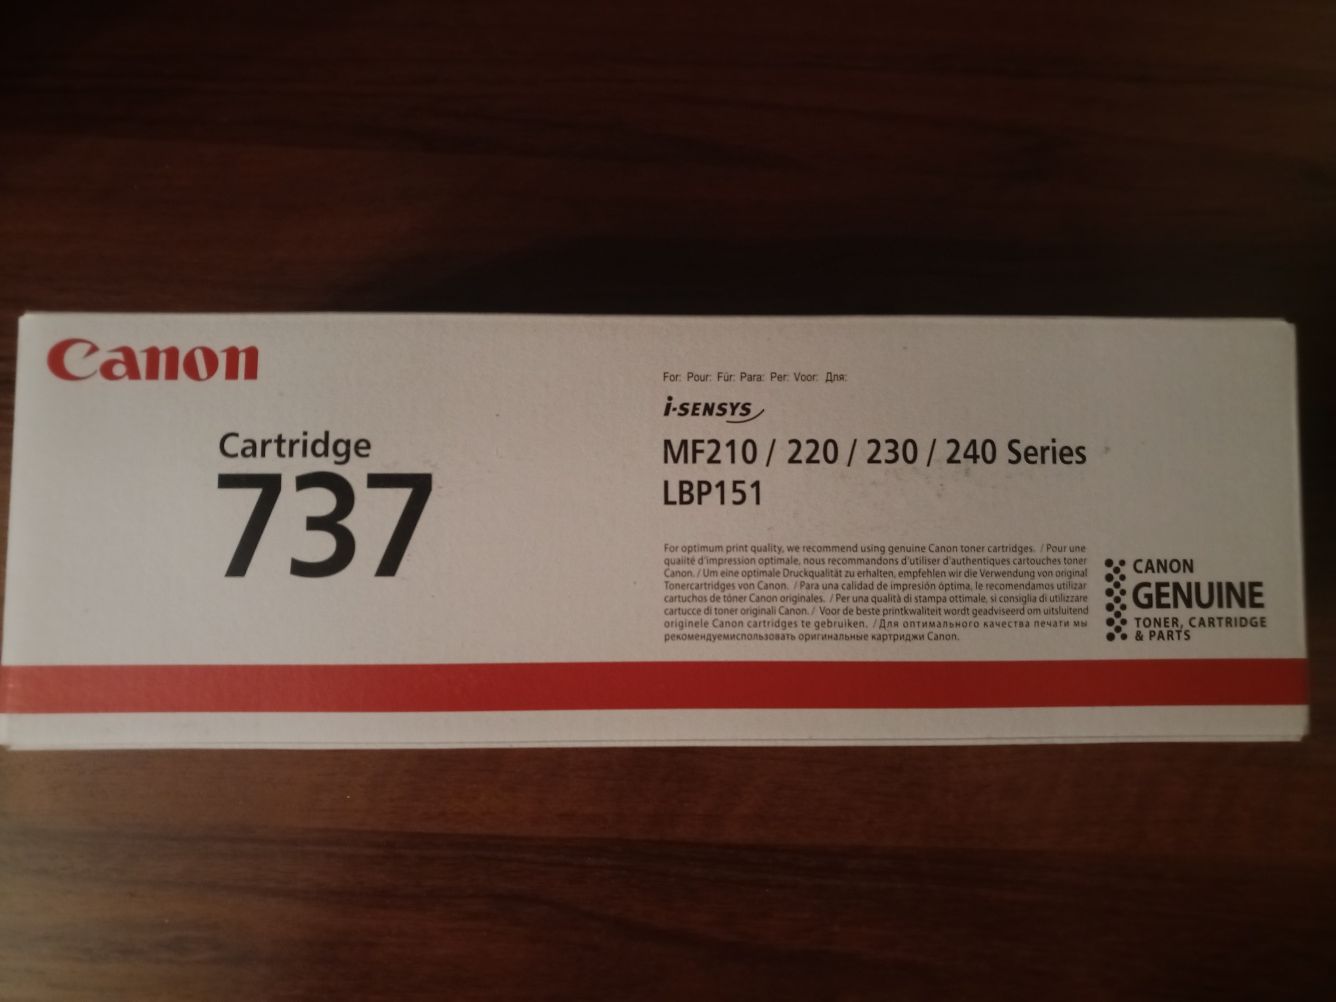 Canon
Cartridge
737
For: Pour: Für: Para: Per: Voor: Для:
i-SENSYS
MF210 / 220 / 230 / 240 Series
LBP151
For optimum print quality, we recommend using genuine Canon toner cartridges. / Pour une
qualité d'impression optimale, nous recommandons d'utiliser d'authentiques cartouches toner
Canon. / Um eine optimale Druckqualität zu erhalten, empfehlen wir die Verwendung von original
Tonercartridges von Canon. / Para una calidad de impresión óptima, le recomendamos utilizar
cartuchos de tóner Canon originales. / Per una qualità di stampa ottimale, si consiglia di utilizzare
cartucce di toner originali Canon. / Voor de beste printkwaliteit wordt geadviseerd om uitsluitend
originele Canon cartridges te gebruiken. / Для оптимального качества печати мы
рекомендуемиспользовать оригинальные картриджи Canon.
CANON
GENUINE
TONER, CARTRIDGE
& PARTS